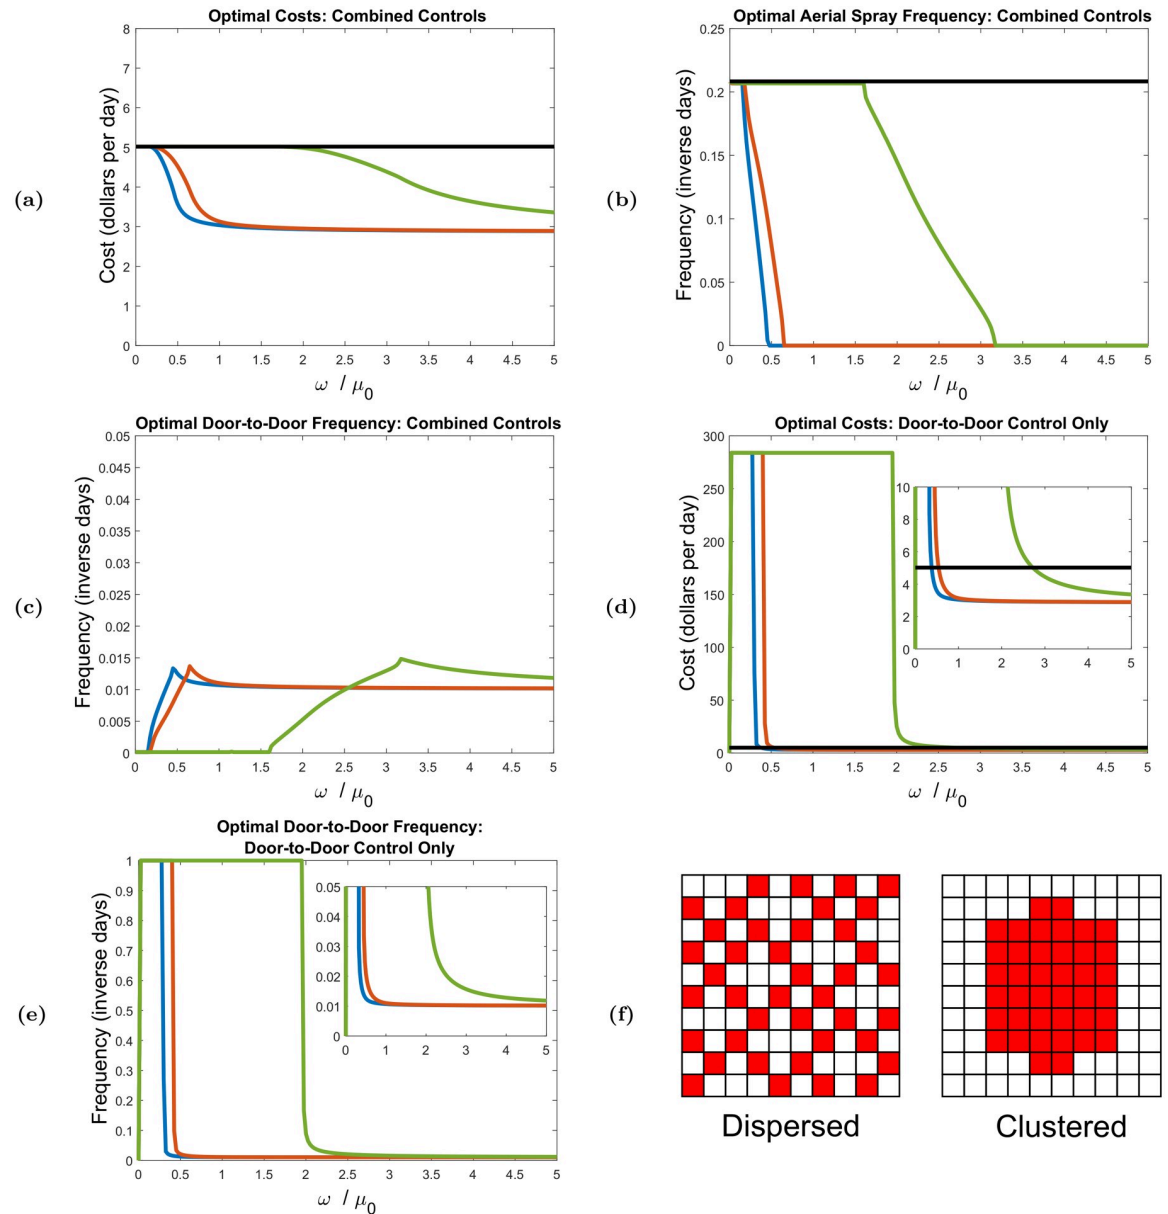 Optimal Costs: Combined Controls
8
7
6
5
4
3
2
1
0
Cost (dollars per day)
(a)
0 0.5 1 1.5 2 2.5 3 3.5 4 4.5 5
ω / μ0
Optimal Aerial Spray Frequency: Combined Controls
0.25
0.2
0.15
0.1
0.05
0
Frequency (inverse days)
(b)
0 0.5 1 1.5 2 2.5 3 3.5 4 4.5 5
ω / μ0
Optimal Door-to-Door Frequency: Combined Controls
0.05
0.045
0.04
0.035
0.03
0.025
0.02
0.015
0.01
0.005
0
Frequency (inverse days)
(c)
0 0.5 1 1.5 2 2.5 3 3.5 4 4.5 5
ω / μ0
Optimal Costs: Door-to-Door Control Only
300
250
200
150
100
50
0
Cost (dollars per day)
(d)
10
8
6
4
2
0
0 1 2 3 4 5
0 0.5 1 1.5 2 2.5 3 3.5 4 4.5 5
ω / μ0
Optimal Door-to-Door Frequency:
Door-to-Door Control Only
1
0.9
0.8
0.7
0.6
0.5
0.4
0.3
0.2
0.1
0
Frequency (inverse days)
(e)
0.05
0.04
0.03
0.02
0.01
0
0 1 2 3 4 5
0 0.5 1 1.5 2 2.5 3 3.5 4 4.5 5
ω / μ0
(f)
Dispersed
Clustered